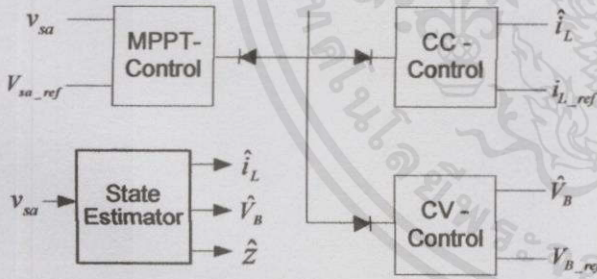 v_sa
V_sa_ref
MPPT-
Control
CC -
Control
î_L
i_L_ref
v_sa
State
Estimator
î_L
V̂_B
ẑ
CV -
Control
V̂_B
V_B_ref